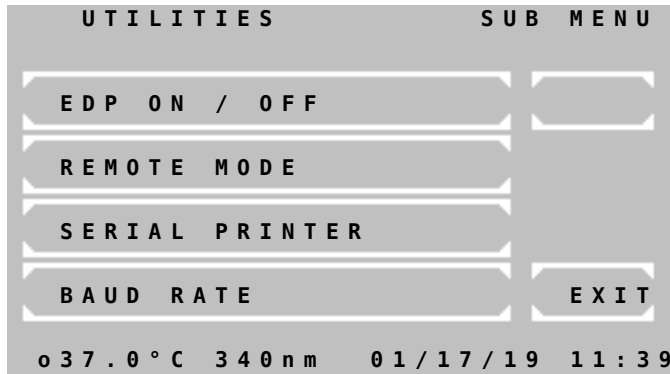 UTILITIES SUB MENU
EDP ON / OFF
REMOTE MODE
SERIAL PRINTER
BAUD RATE EXIT
o37.0°C 340nm 01/17/19 11:39